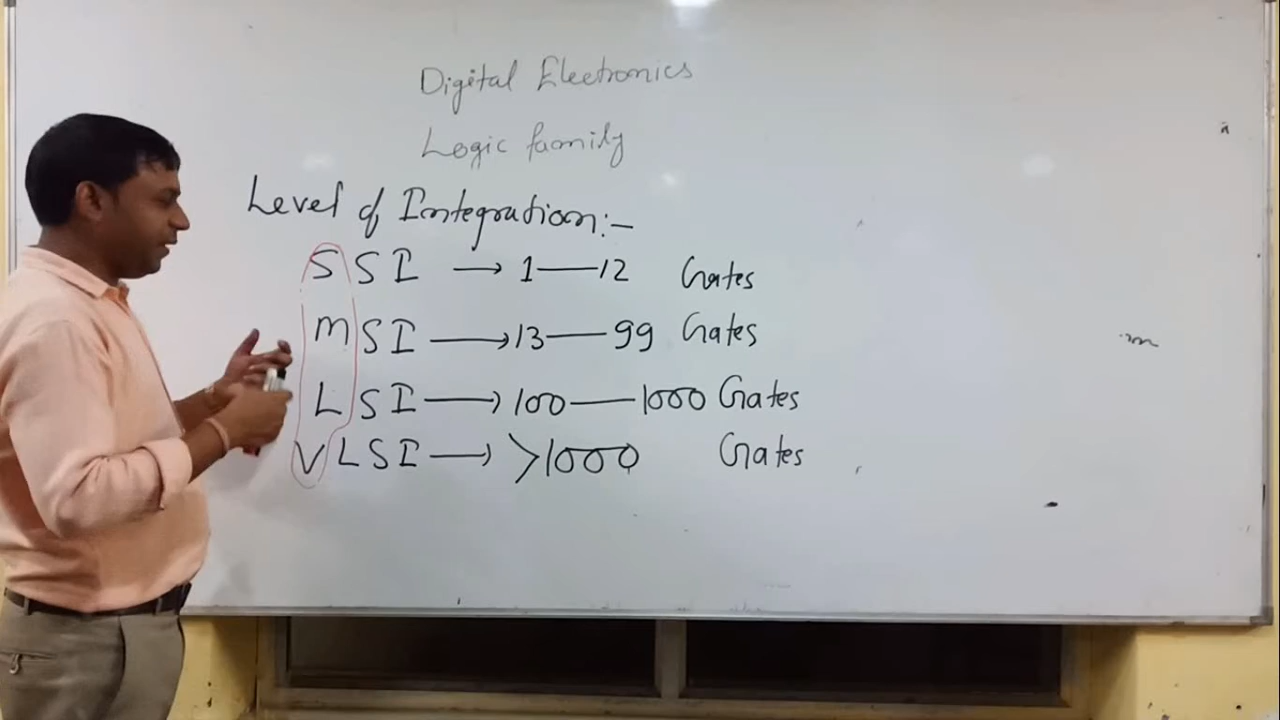 Digital Electronics
Logic family
Level of Integration:-
SSI → 1—12 Gates
MSI → 13—99 Gates
LSI → 100—1000 Gates
VLSI → >1000 Gates